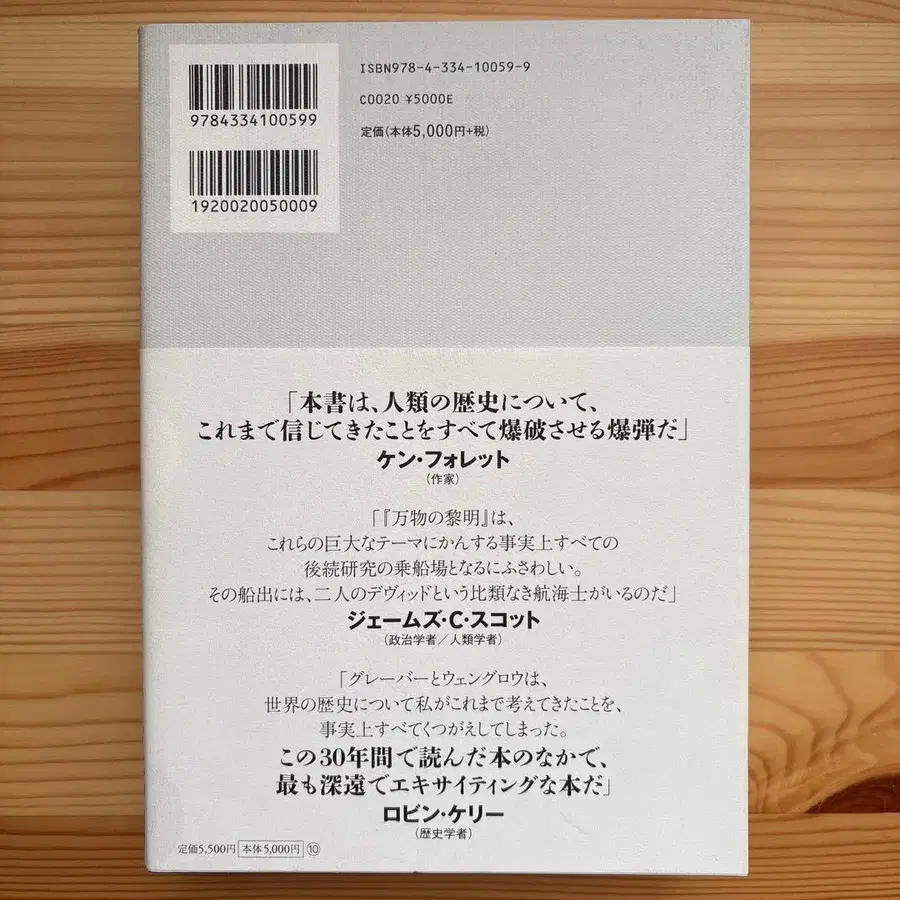 ISBN978-4-334-10059-9
9784334100599
C0020 ¥5000E
定価(本体5,000円+税)
1920020050009
「本書は、人類の歴史について、
これまで信じてきたことをすべて爆破させる爆弾だ」
ケン・フォレット
(作家)
「『万物の黎明』は、
これらの巨大なテーマにかんする事実上すべての
後続研究の乗船場となるにふさわしい。
その船出には、二人のデヴィッドという比類なき航海士がいるのだ」
ジェームズ・C・スコット
(政治学者/人類学者)
「グレーバーとウェングロウは、
世界の歴史について私がこれまで考えてきたことを、
事実上すべてくつがえしてしまった。
この30年間で読んだ本のなかで、
最も深遠でエキサイティングな本だ」
ロビン・ケリー
(歴史学者)
定価5,500円 本体5,000円 ⑩